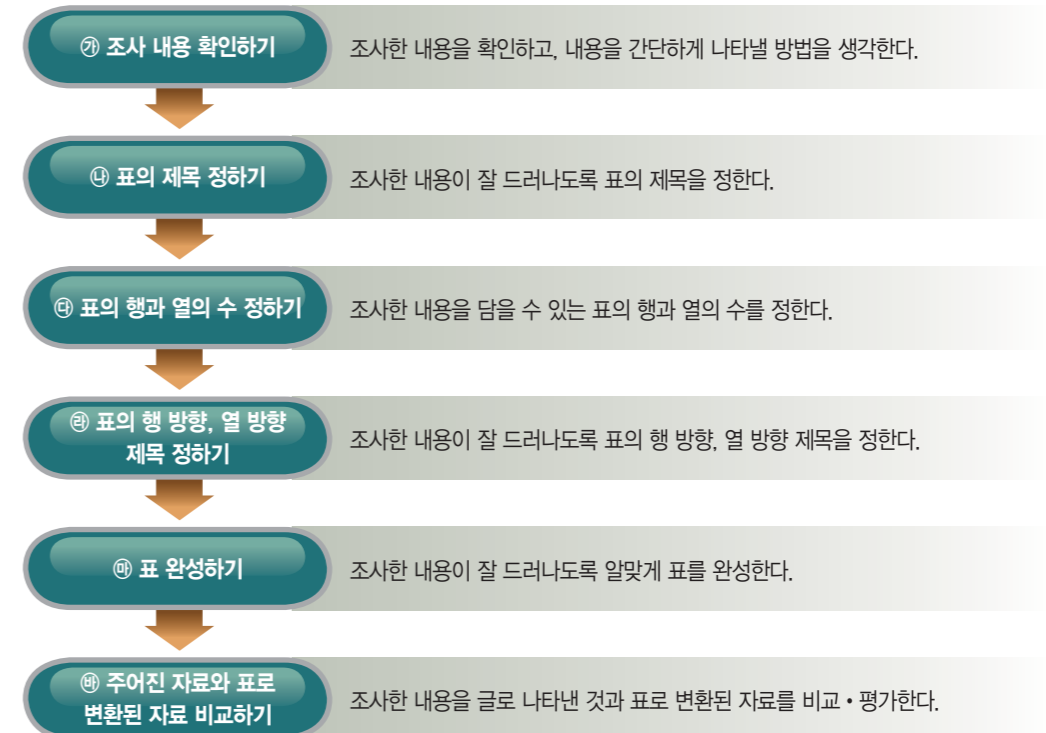 ㉮ 조사 내용 확인하기
조사한 내용을 확인하고, 내용을 간단하게 나타낼 방법을 생각한다.
㉯ 표의 제목 정하기
조사한 내용이 잘 드러나도록 표의 제목을 정한다.
㉰ 표의 행과 열의 수 정하기
조사한 내용을 담을 수 있는 표의 행과 열의 수를 정한다.
㉱ 표의 행 방향, 열 방향
제목 정하기
조사한 내용이 잘 드러나도록 표의 행 방향, 열 방향 제목을 정한다.
㉲ 표 완성하기
조사한 내용이 잘 드러나도록 알맞게 표를 완성한다.
㉳ 주어진 자료와 표로
변환된 자료 비교하기
조사한 내용을 글로 나타낸 것과 표로 변환된 자료를 비교•평가한다.